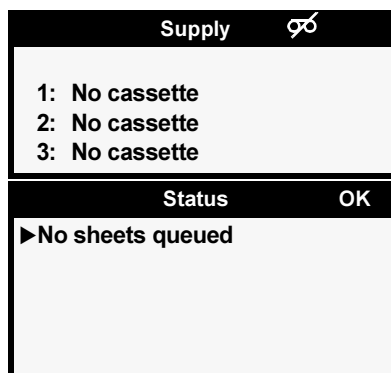 Supply
1: No cassette
2: No cassette
3: No cassette
Status OK
▶No sheets queued